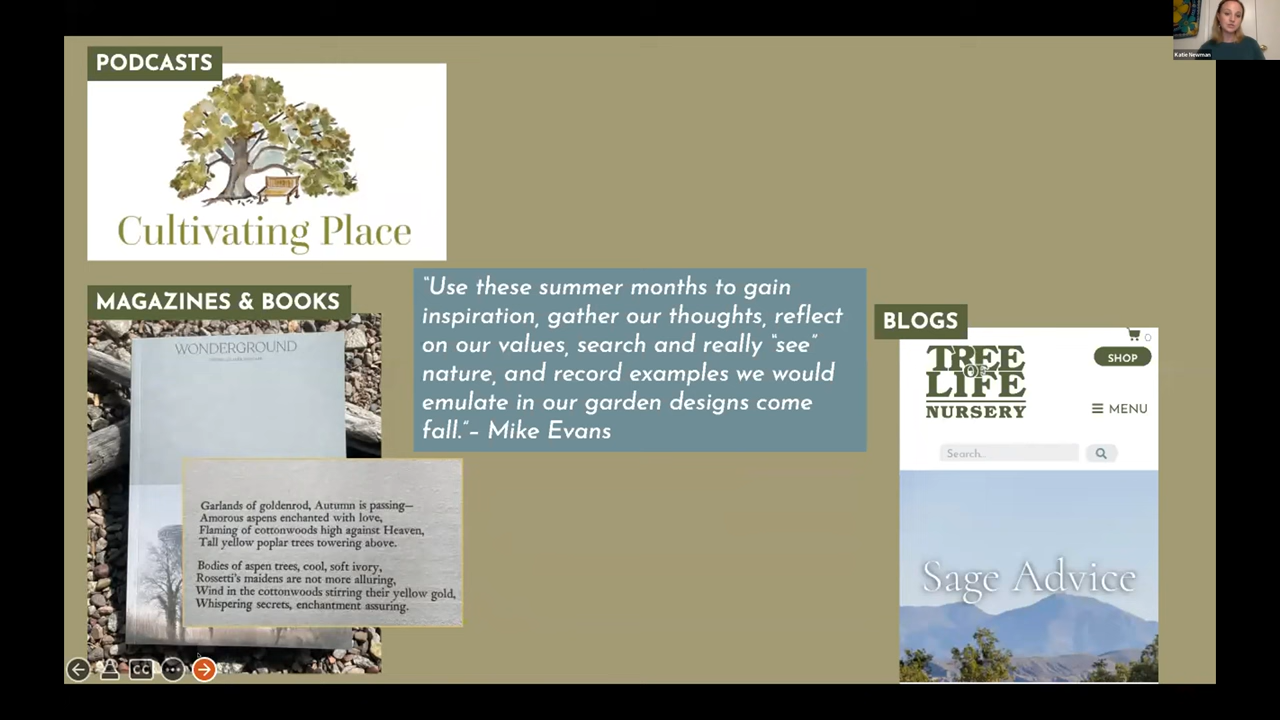 PODCASTS
Cultivating Place
MAGAZINES & BOOKS
WONDERGROUND
Garlands of goldenrod, Autumn is passing—
Amorous aspens enchanted with love,
Flaming of cottonwoods high against Heaven,
Tall yellow poplar trees towering above.
Bodies of aspen trees, cool, soft ivory,
Rossetti's maidens are not more alluring,
Wind in the cottonwoods stirring their yellow gold,
Whispering secrets, enchantment assuring.
"Use these summer months to gain
inspiration, gather our thoughts, reflect
on our values, search and really "see"
nature, and record examples we would
emulate in our garden designs come
fall."– Mike Evans
BLOGS
TREE
OF
LIFE
NURSERY
0
SHOP
MENU
Search...
Sage Advice
CC
Katie Newman